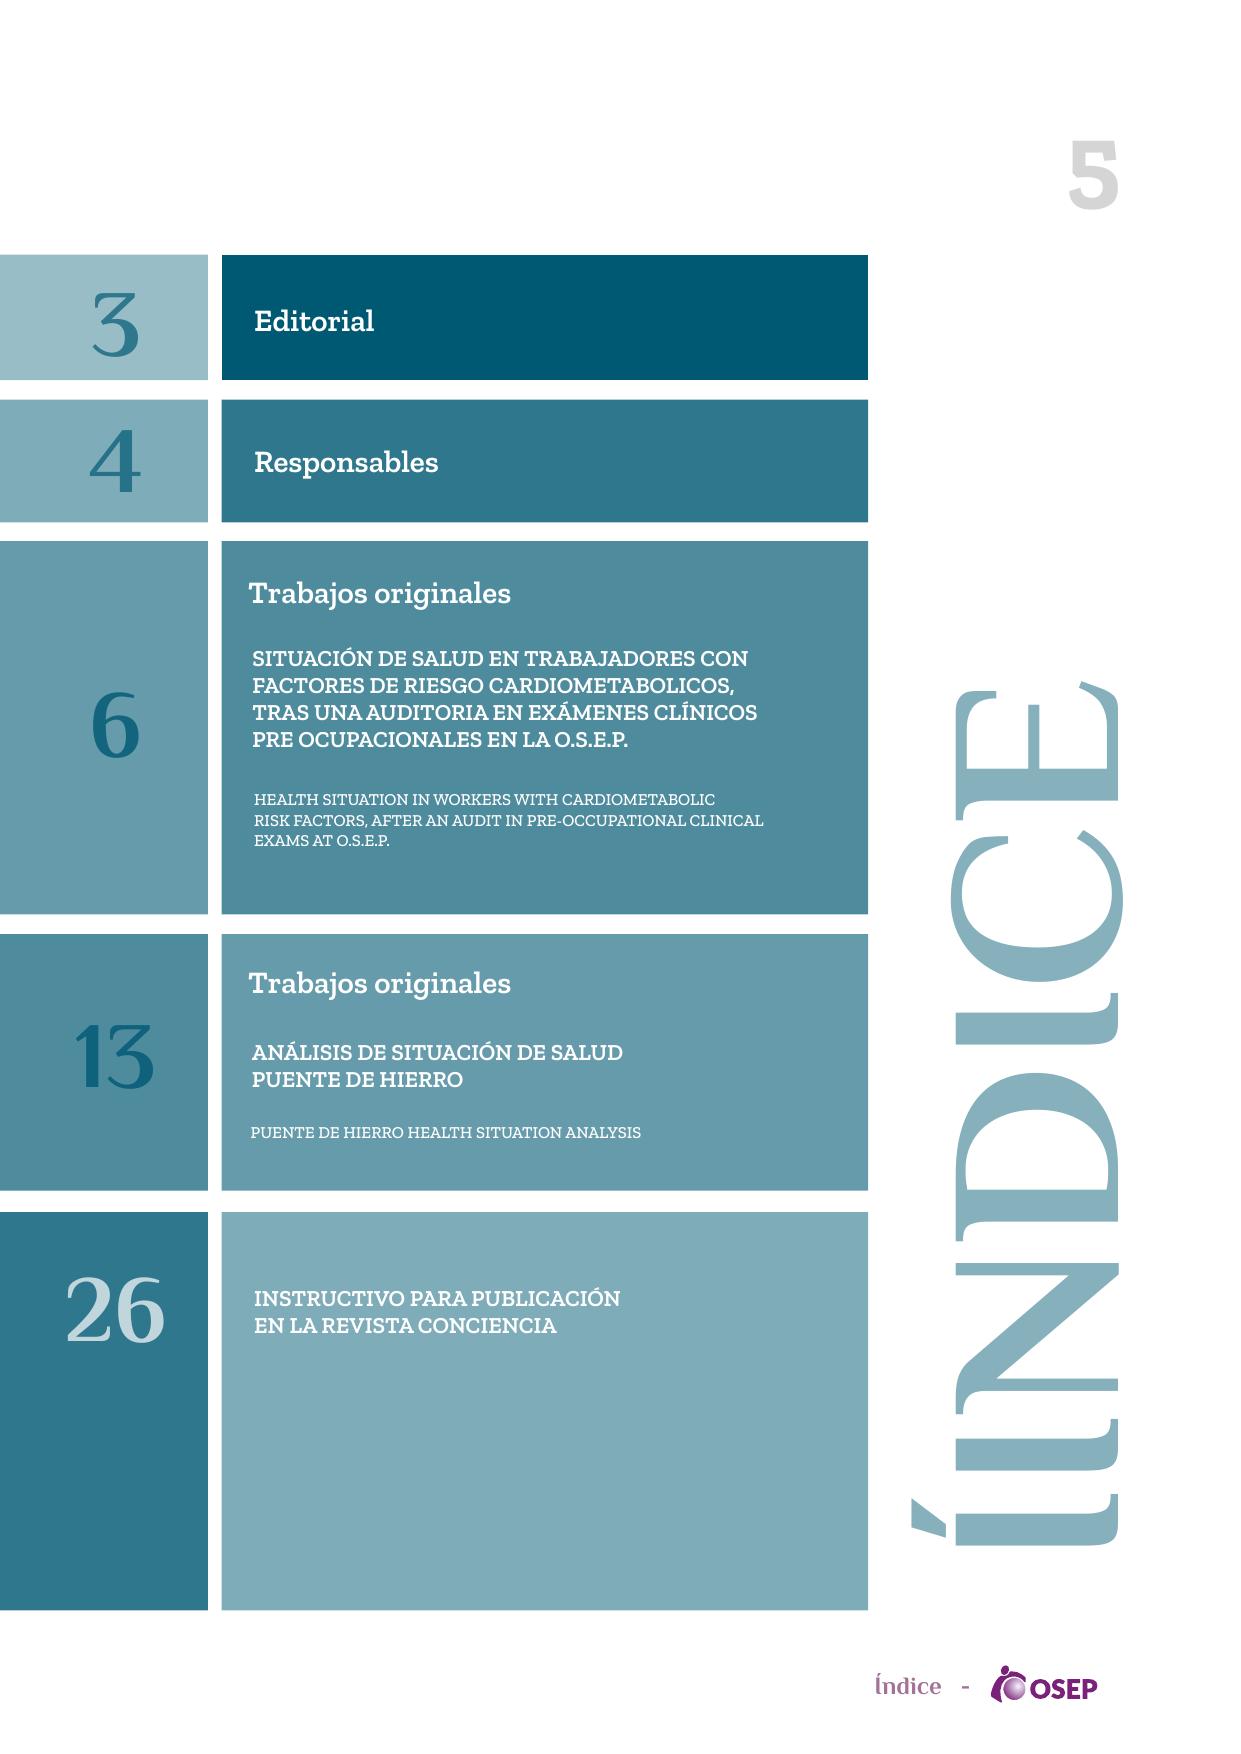 5
3
Editorial
4
Responsables
6
Trabajos originales
SITUACIÓN DE SALUD EN TRABAJADORES CON
FACTORES DE RIESGO CARDIOMETABOLICOS,
TRAS UNA AUDITORIA EN EXÁMENES CLÍNICOS
PRE OCUPACIONALES EN LA O.S.E.P.
HEALTH SITUATION IN WORKERS WITH CARDIOMETABOLIC
RISK FACTORS, AFTER AN AUDIT IN PRE-OCCUPATIONAL CLINICAL
EXAMS AT O.S.E.P.
13
Trabajos originales
ANÁLISIS DE SITUACIÓN DE SALUD
PUENTE DE HIERRO
PUENTE DE HIERRO HEALTH SITUATION ANALYSIS
26
INSTRUCTIVO PARA PUBLICACIÓN
EN LA REVISTA CONCIENCIA
ÍNDICE
Índice - OSEP